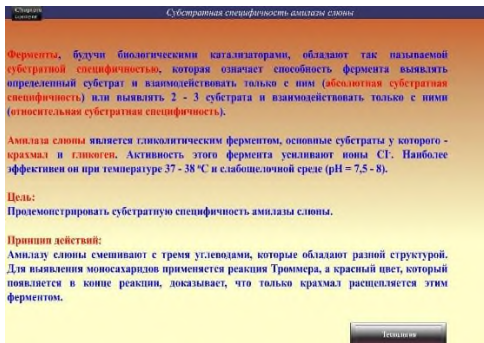 Субстратная специфичность амилазы слюны
Ферменты, будучи биологическими катализаторами, обладают так называемой
субстратной специфичностью, которая означает способность фермента выявлять
определенный субстрат и взаимодействовать только с ним (абсолютная субстратная
специфичность) или выявлять 2 - 3 субстрата и взаимодействовать только с ними
(относительная субстратная специфичность).
Амилаза слюны является гликолитическим ферментом, основные субстраты у которого -
крахмал и гликоген. Активность этого фермента усиливают ионы Cl⁻. Наиболее
эффективен он при температуре 37 - 38 °C и слабощелочной среде (pH = 7,5 - 8).
Цель:
Продемонстрировать субстратную специфичность амилазы слюны.
Принцип действий:
Амилазу слюны смешивают с тремя углеводами, которые обладают разной структурой.
Для выявления моносахаридов применяется реакция Троммера, а красный цвет, который
появляется в конце реакции, доказывает, что только крахмал расщепляется этим
ферментом.